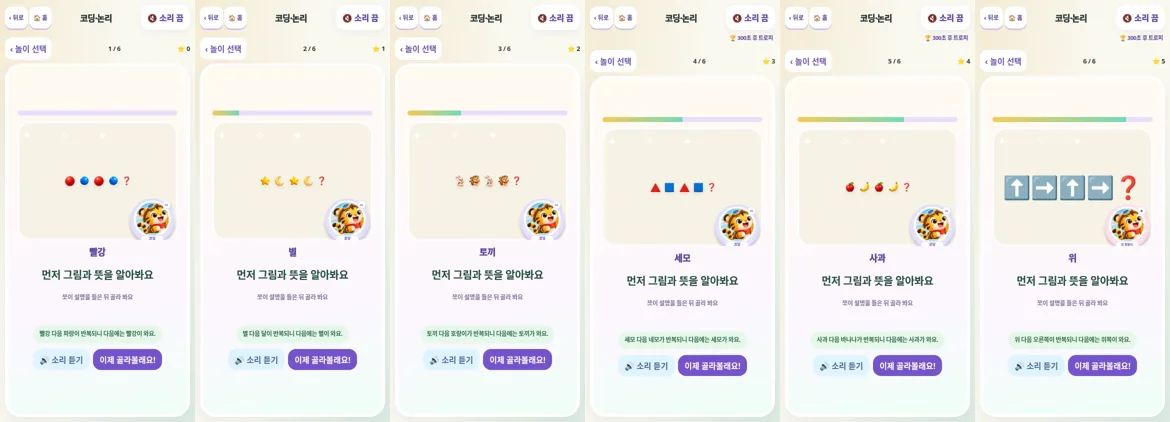 ‹ 뒤로 🏠 홈 코딩·논리 🔇 소리 끔
‹ 놀이 선택 1 / 6 ⭐ 0
빨강
먼저 그림과 뜻을 알아봐요
뜻이 설명을 들은 뒤 골라 봐요
빨강 다음 파랑이 반복되니 다음에는 빨강이 와요.
🔊 소리 듣기 이제 골라볼래요!
‹ 뒤로 🏠 홈 코딩·논리 🔇 소리 끔
‹ 놀이 선택 2 / 6 ⭐ 1
별
먼저 그림과 뜻을 알아봐요
뜻이 설명을 들은 뒤 골라 봐요
별 다음 달이 반복되니 다음에는 별이 와요.
🔊 소리 듣기 이제 골라볼래요!
‹ 뒤로 🏠 홈 코딩·논리 🔇 소리 끔
‹ 놀이 선택 3 / 6 ⭐ 2
토끼
먼저 그림과 뜻을 알아봐요
뜻이 설명을 들은 뒤 골라 봐요
토끼 다음 호랑이가 반복되니 다음에는 토끼가 와요.
🔊 소리 듣기 이제 골라볼래요!
‹ 뒤로 🏠 홈 코딩·논리 🔇 소리 끔
🏆 300초 후 트로피
‹ 놀이 선택 4 / 6 ⭐ 3
세모
먼저 그림과 뜻을 알아봐요
뜻이 설명을 들은 뒤 골라 봐요
세모 다음 네모가 반복되니 다음에는 세모가 와요.
🔊 소리 듣기 이제 골라볼래요!
‹ 뒤로 🏠 홈 코딩·논리 🔇 소리 끔
🏆 300초 후 트로피
‹ 놀이 선택 5 / 6 ⭐ 4
사과
먼저 그림과 뜻을 알아봐요
뜻이 설명을 들은 뒤 골라 봐요
사과 다음 바나나가 반복되니 다음에는 사과가 와요.
🔊 소리 듣기 이제 골라볼래요!
‹ 뒤로 🏠 홈 코딩·논리 🔇 소리 끔
🏆 300초 후 트로피
‹ 놀이 선택 6 / 6 ⭐ 5
위
먼저 그림과 뜻을 알아봐요
뜻이 설명을 들은 뒤 골라 봐요
위 다음 오른쪽이 반복되니 다음에는 위쪽이 와요.
🔊 소리 듣기 이제 골라볼래요!